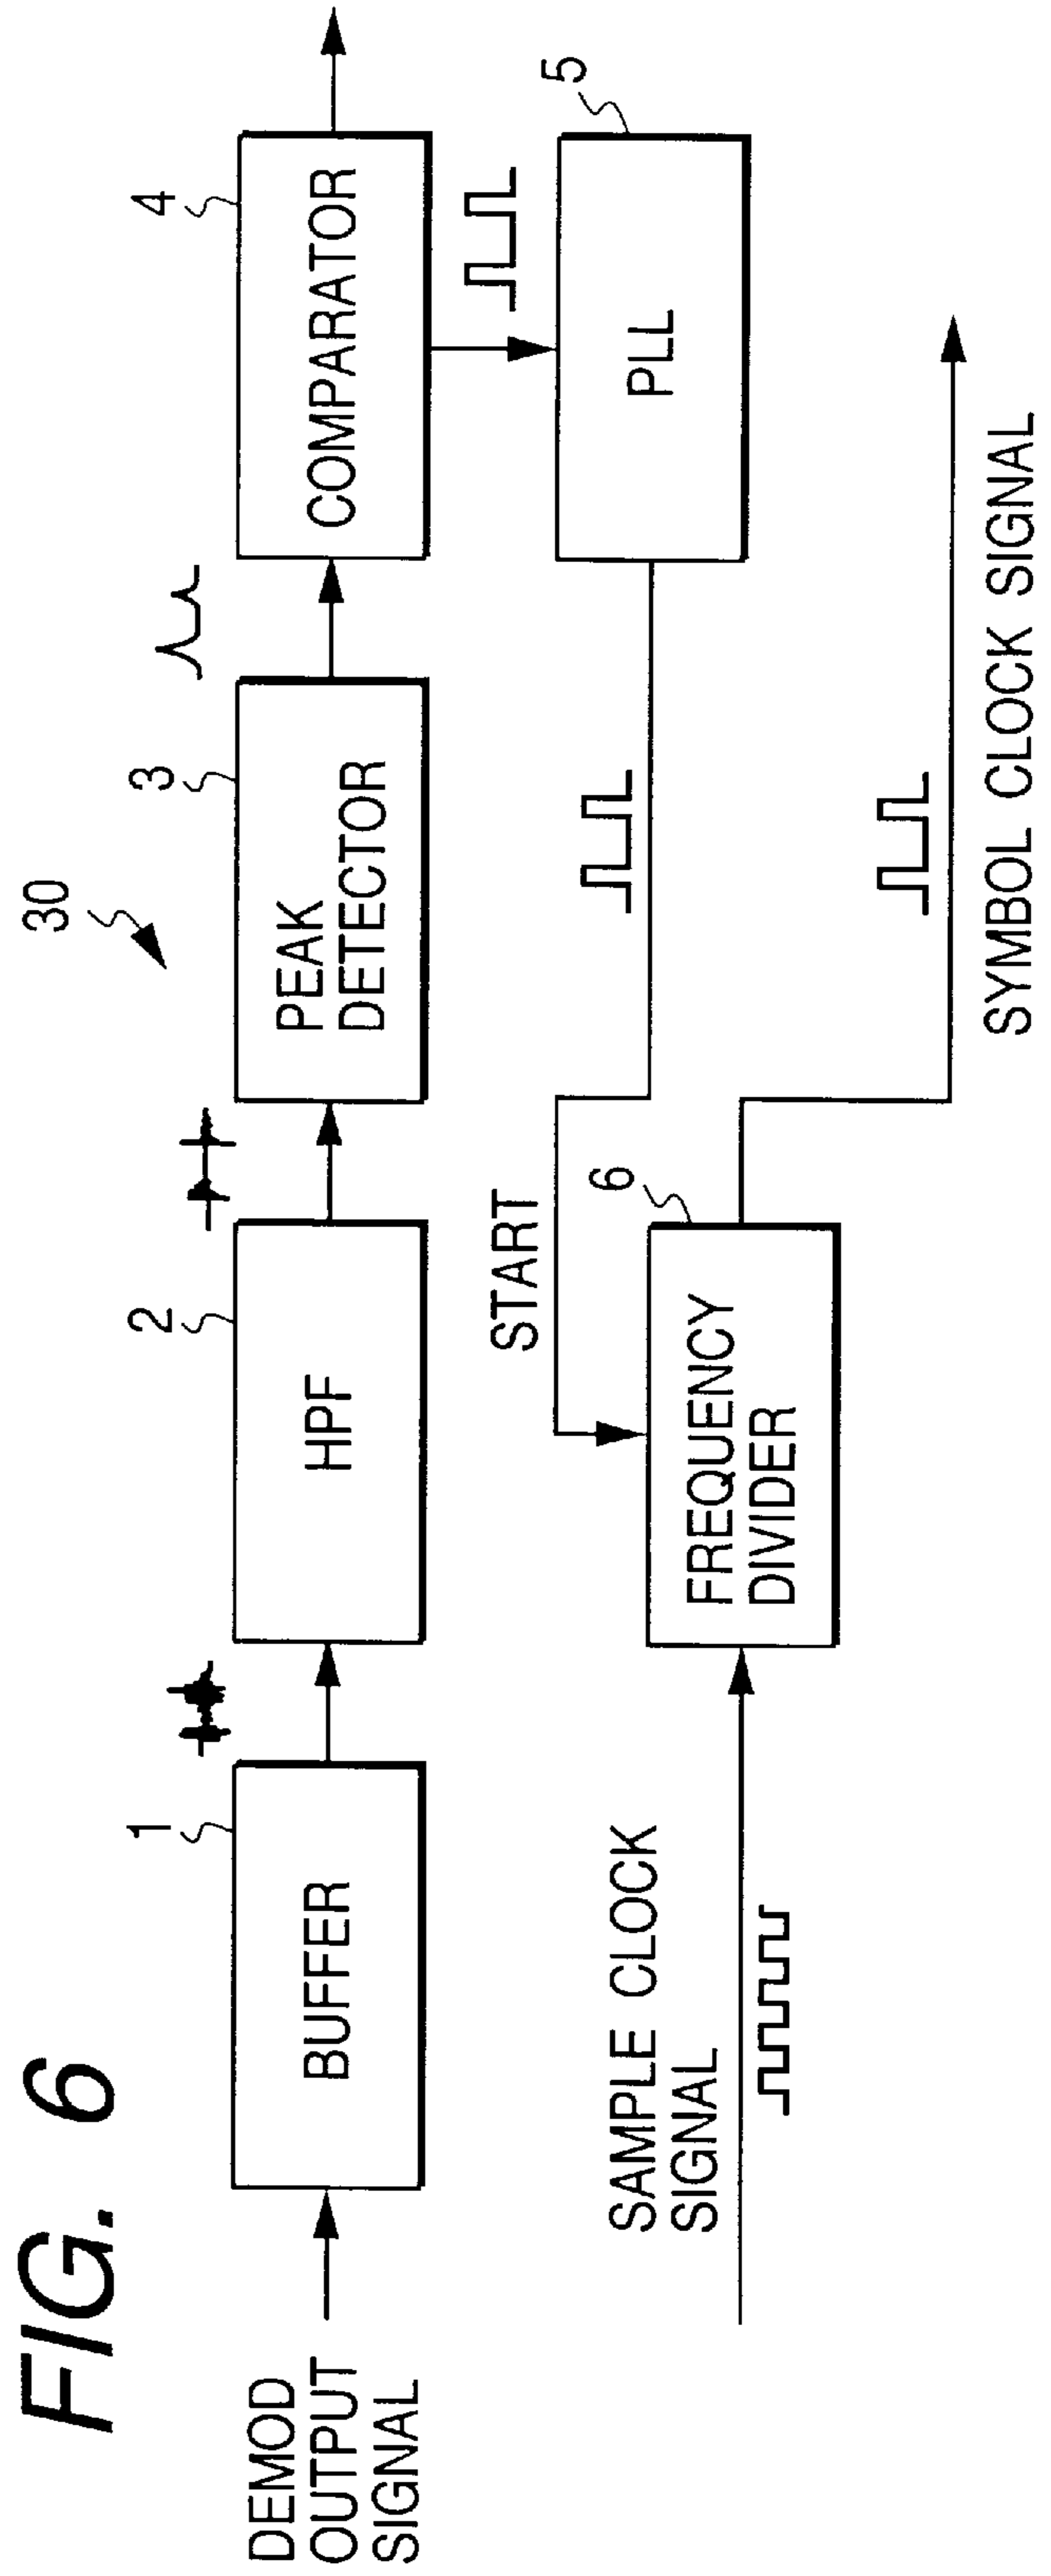 FIG. 6
30
DEMOD
OUTPUT
SIGNAL
1
BUFFER
2
HPF
3
PEAK
DETECTOR
4
COMPARATOR
5
PLL
START
SAMPLE CLOCK
SIGNAL
6
FREQUENCY
DIVIDER
SYMBOL CLOCK SIGNAL